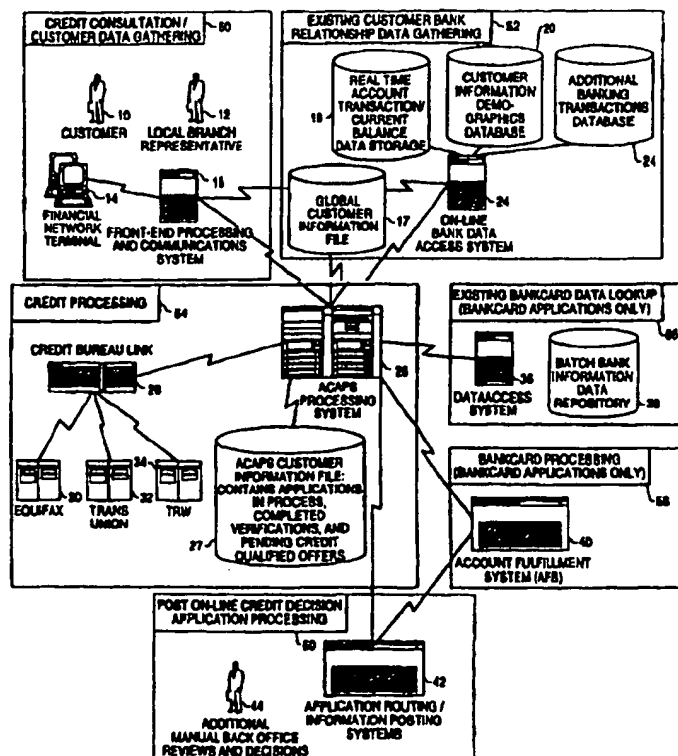 CREDIT CONSULTATION /
CUSTOMER DATA GATHERING
50
10
CUSTOMER
12
LOCAL BRANCH
REPRESENTATIVE
14
FINANCIAL
NETWORK
TERMINAL
FRONT-END PROCESSING
AND COMMUNICATIONS
SYSTEM
EXISTING CUSTOMER BANK
RELATIONSHIP DATA GATHERING
52
20
REAL TIME
ACCOUNT
TRANSACTION/
CURRENT
BALANCE
DATA STORAGE
18
CUSTOMER
INFORMATION
DEMO-
GRAPHICS
DATABASE
ADDITIONAL
BANKING
TRANSACTIONS
DATABASE
24
GLOBAL
CUSTOMER
INFORMATION
FILE
17
24
ON-LINE
BANK DATA
ACCESS SYSTEM
CREDIT PROCESSING
54
CREDIT BUREAU LINK
28
ACAPS
PROCESSING
SYSTEM
26
EQUIFAX
30
TRANS
UNION
32
34
TRW
ACAPS CUSTOMER
INFORMATION FILE:
CONTAINS APPLICATIONS
IN PROCESS,
COMPLETED
VERIFICATIONS, AND
PENDING CREDIT
QUALIFIED OFFERS
27
EXISTING BANKCARD DATA LOOKUP
(BANKCARD APPLICATIONS ONLY)
DATA ACCESS
SYSTEM
36
BATCH BANK
INFORMATION
DATA
REPOSITORY
38
BANKCARD PROCESSING
(BANKCARD APPLICATIONS ONLY)
40
ACCOUNT FULFILLMENT
SYSTEM
POST ON-LINE CREDIT DECISION
APPLICATION PROCESSING
44
ADDITIONAL
MANUAL BACK OFFICE
REVIEWS AND DECISIONS
42
APPLICATION ROUTING /
INFORMATION POSTING
SYSTEMS